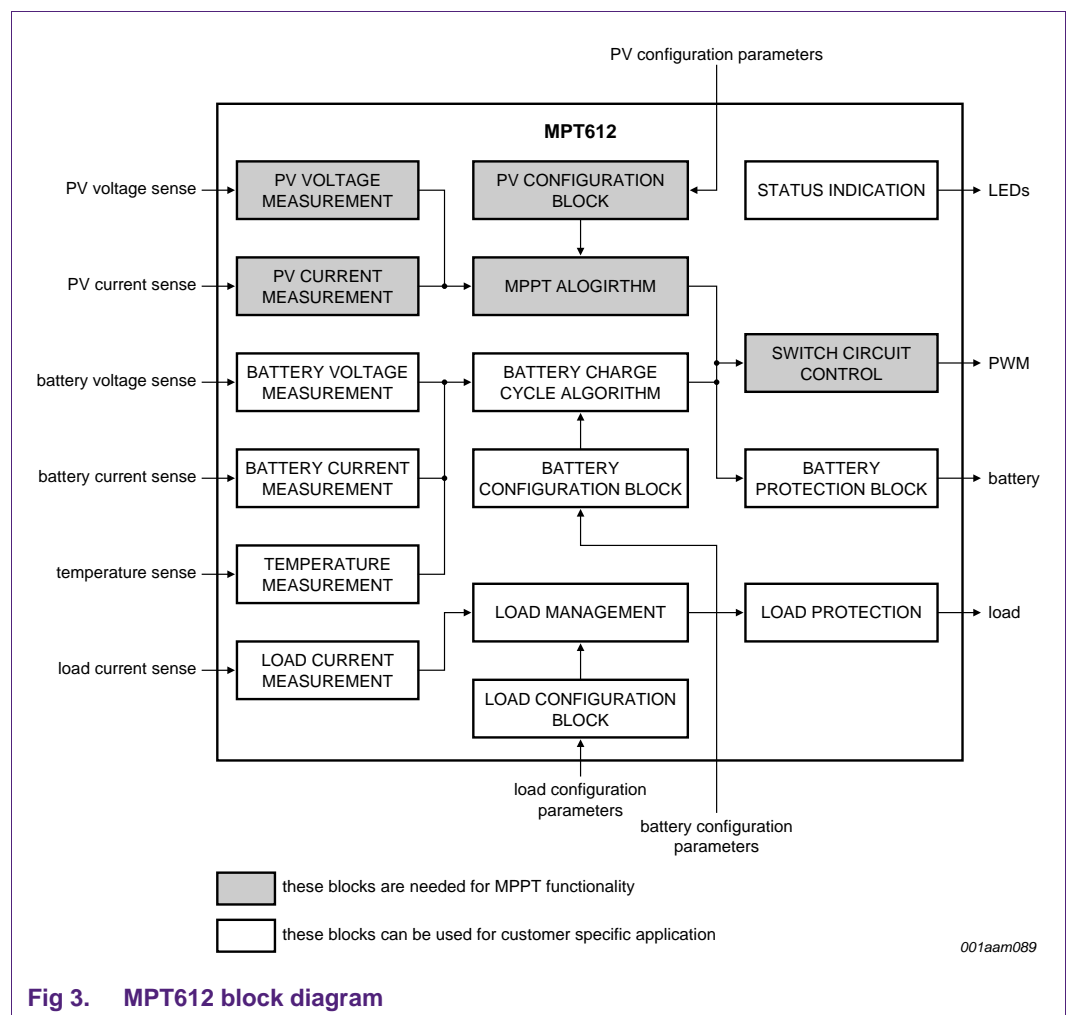 PV configuration parameters
MPT612
PV voltage sense
PV VOLTAGE
MEASUREMENT
PV CONFIGURATION
BLOCK
STATUS INDICATION
LEDs
PV current sense
PV CURRENT
MEASUREMENT
MPPT ALOGIRTHM
SWITCH CIRCUIT
CONTROL
PWM
battery voltage sense
BATTERY VOLTAGE
MEASUREMENT
BATTERY CHARGE
CYCLE ALGORITHM
battery current sense
BATTERY CURRENT
MEASUREMENT
BATTERY
CONFIGURATION BLOCK
BATTERY
PROTECTION BLOCK
battery
temperature sense
TEMPERATURE
MEASUREMENT
LOAD MANAGEMENT
LOAD PROTECTION
load
load current sense
LOAD CURRENT
MEASUREMENT
LOAD CONFIGURATION
BLOCK
load configuration
parameters
battery configuration
parameters
these blocks are needed for MPPT functionality
these blocks can be used for customer specific application
001aam089
Fig 3. MPT612 block diagram